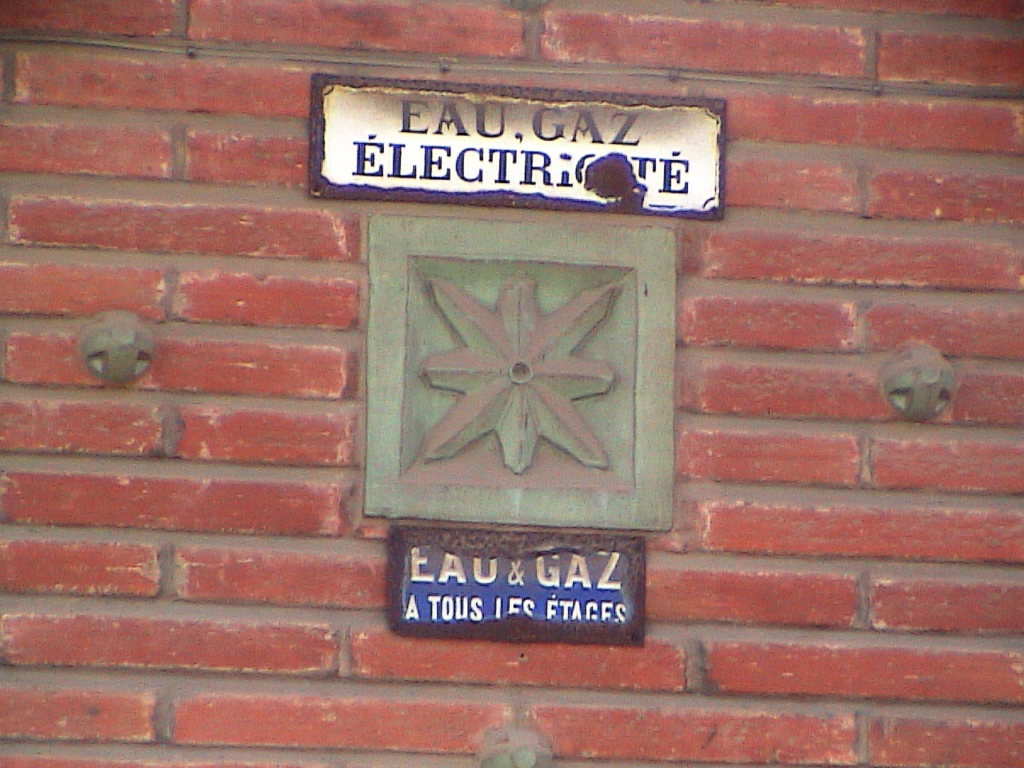 EAU, GAZ
ÉLECTRICITÉ
EAU & GAZ
A TOUS LES ÉTAGES